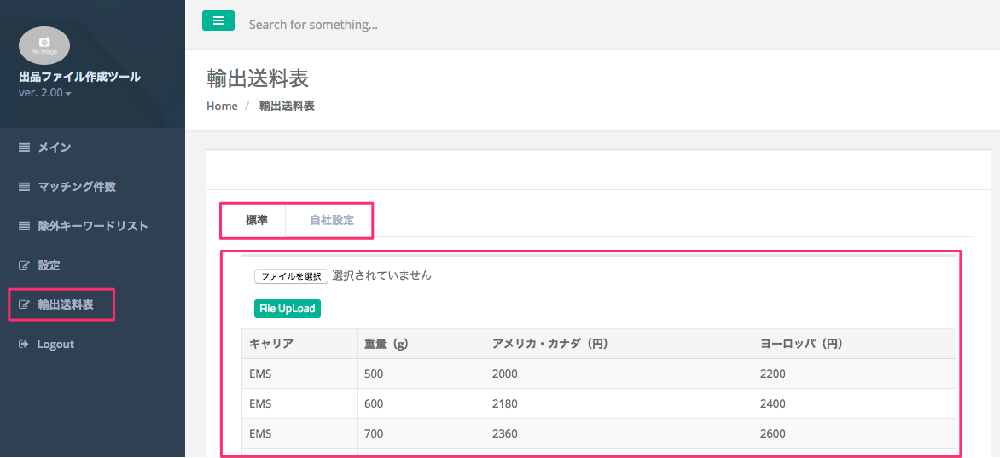 No Image
出品ファイル作成ツール
ver. 2.00
メイン
マッチング件数
除外キーワードリスト
設定
輸出送料表
Logout
Search for something...
輸出送料表
Home / 輸出送料表
標準 自社設定
ファイルを選択 選択されていません
File UpLoad
キャリア 重量（g） アメリカ・カナダ（円） ヨーロッパ（円）
EMS 500 2000 2200
EMS 600 2180 2400
EMS 700 2360 2600